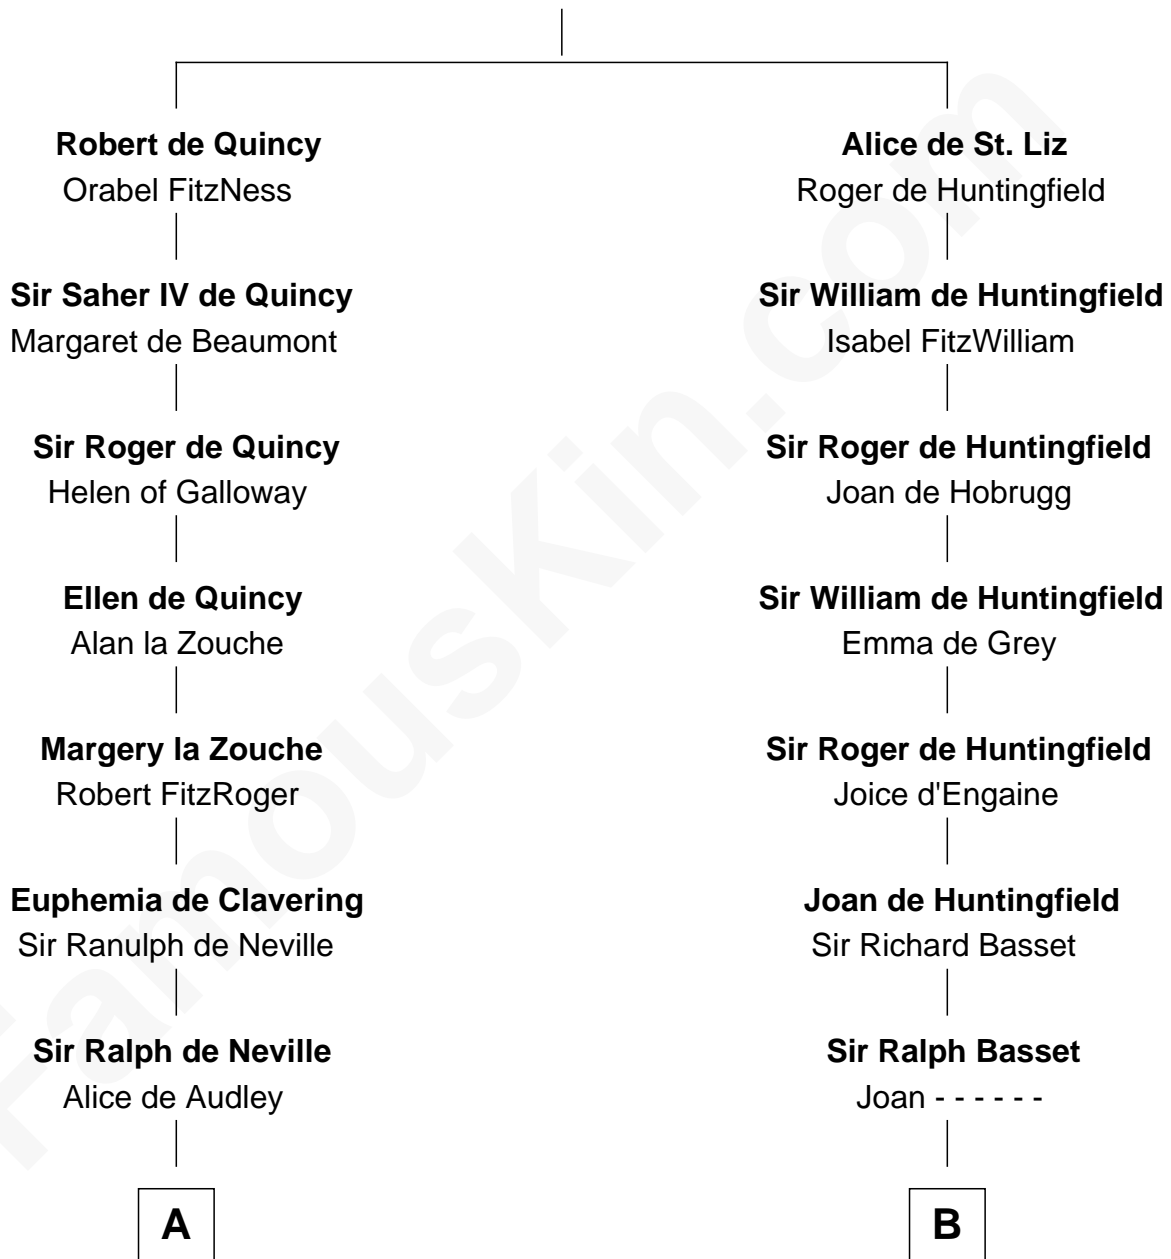 Robert de Quincy
Orabel FitzNess
Alice de St. Liz
Roger de Huntingfield
Sir Saher IV de Quincy
Margaret de Beaumont
Sir William de Huntingfield
Isabel FitzWilliam
Sir Roger de Quincy
Helen of Galloway
Sir Roger de Huntingfield
Joan de Hobrugg
Ellen de Quincy
Alan la Zouche
Sir William de Huntingfield
Emma de Grey
Margery la Zouche
Robert FitzRoger
Sir Roger de Huntingfield
Joice d'Engaine
Euphemia de Clavering
Sir Ranulph de Neville
Joan de Huntingfield
Sir Richard Basset
Sir Ralph de Neville
Alice de Audley
Sir Ralph Basset
Joan - - - - - -
A
B
FamousKin.com